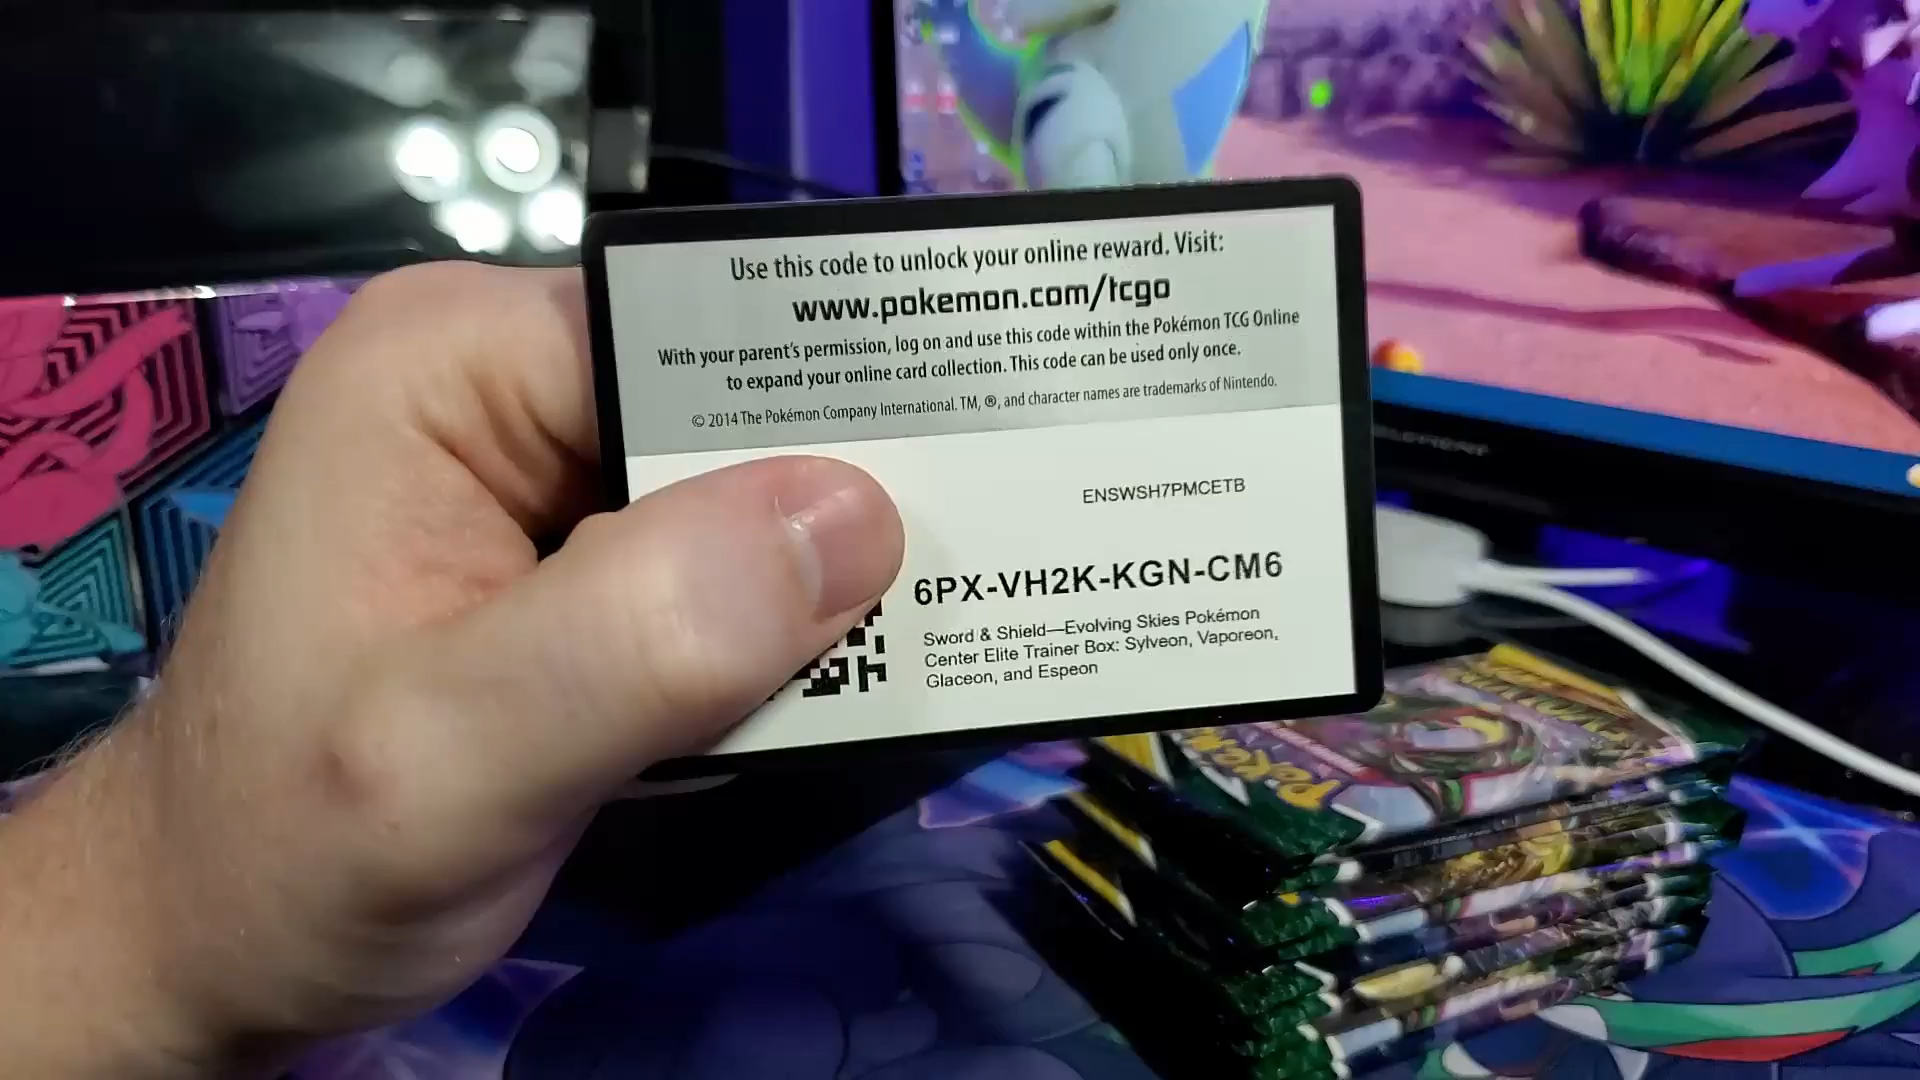 Use this code to unlock your online reward. Visit:
www.pokemon.com/tcgo
With your parent's permission, log on and use this code within the Pokémon TCG Online
to expand your online card collection. This code can be used only once.
© 2014 The Pokémon Company International. TM, ®, and character names are trademarks of Nintendo.
ENSWSH7PMCETB
6PX-VH2K-KGN-CM6
Sword & Shield—Evolving Skies Pokémon
Center Elite Trainer Box: Sylveon, Vaporeon,
Glaceon, and Espeon